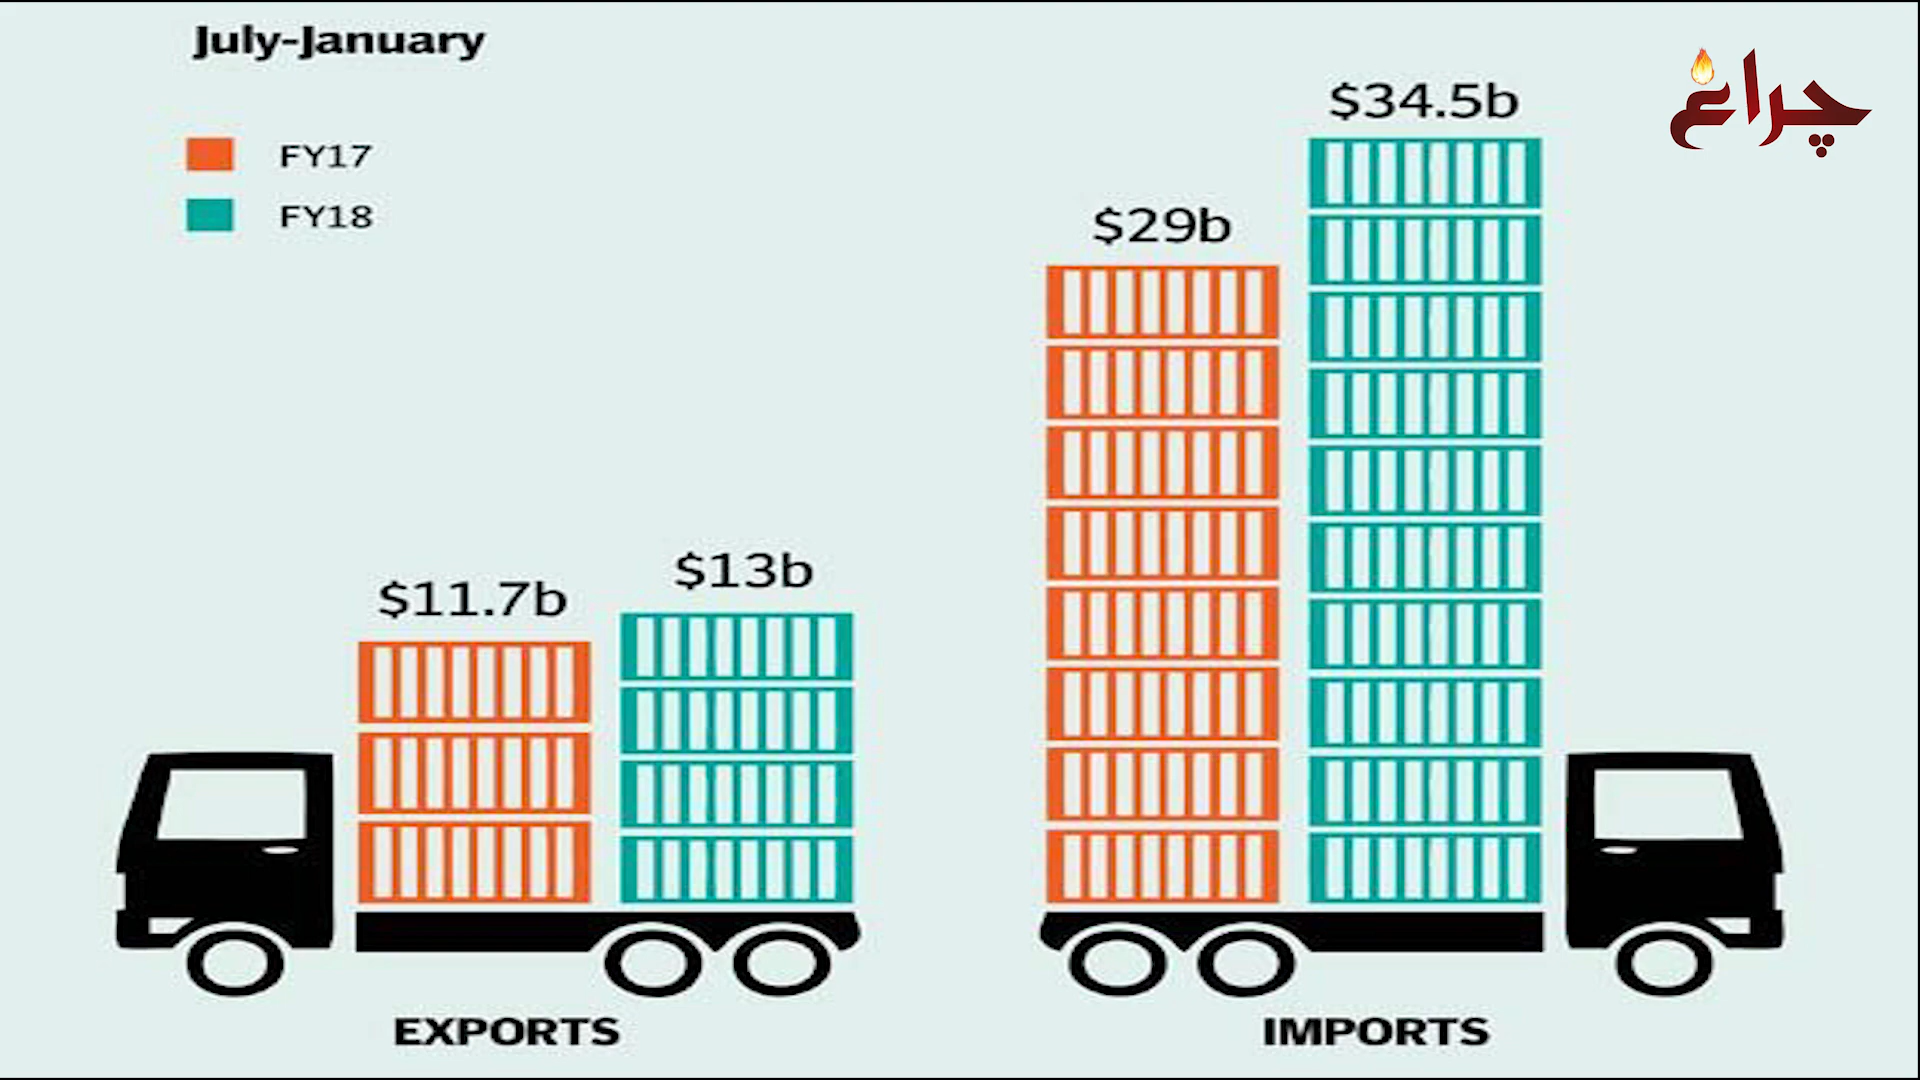 July-January
FY17
FY18
$11.7b
$13b
$29b
$34.5b
EXPORTS
IMPORTS
چراغ